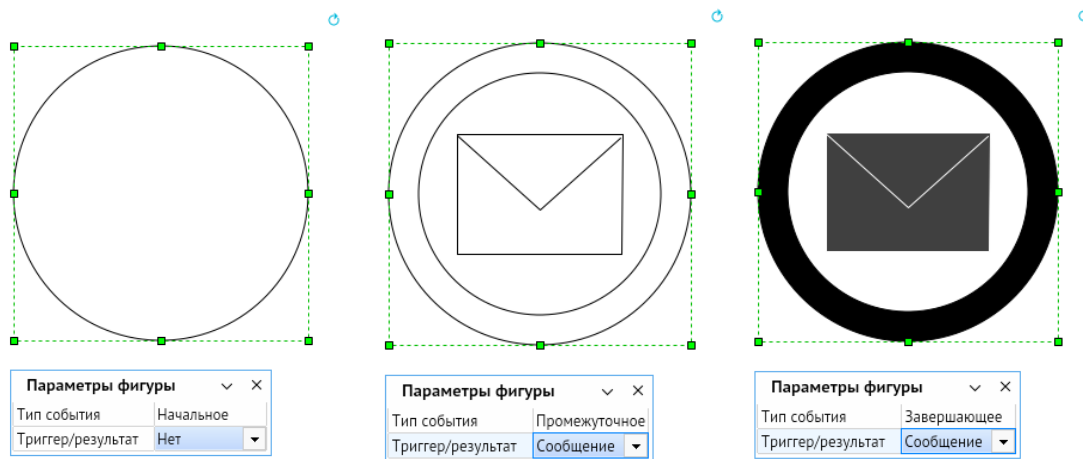 Параметры фигуры
Тип события Начальное
Триггер/результат Нет
Параметры фигуры
Тип события Промежуточное
Триггер/результат Сообщение
Параметры фигуры
Тип события Завершающее
Триггер/результат Сообщение